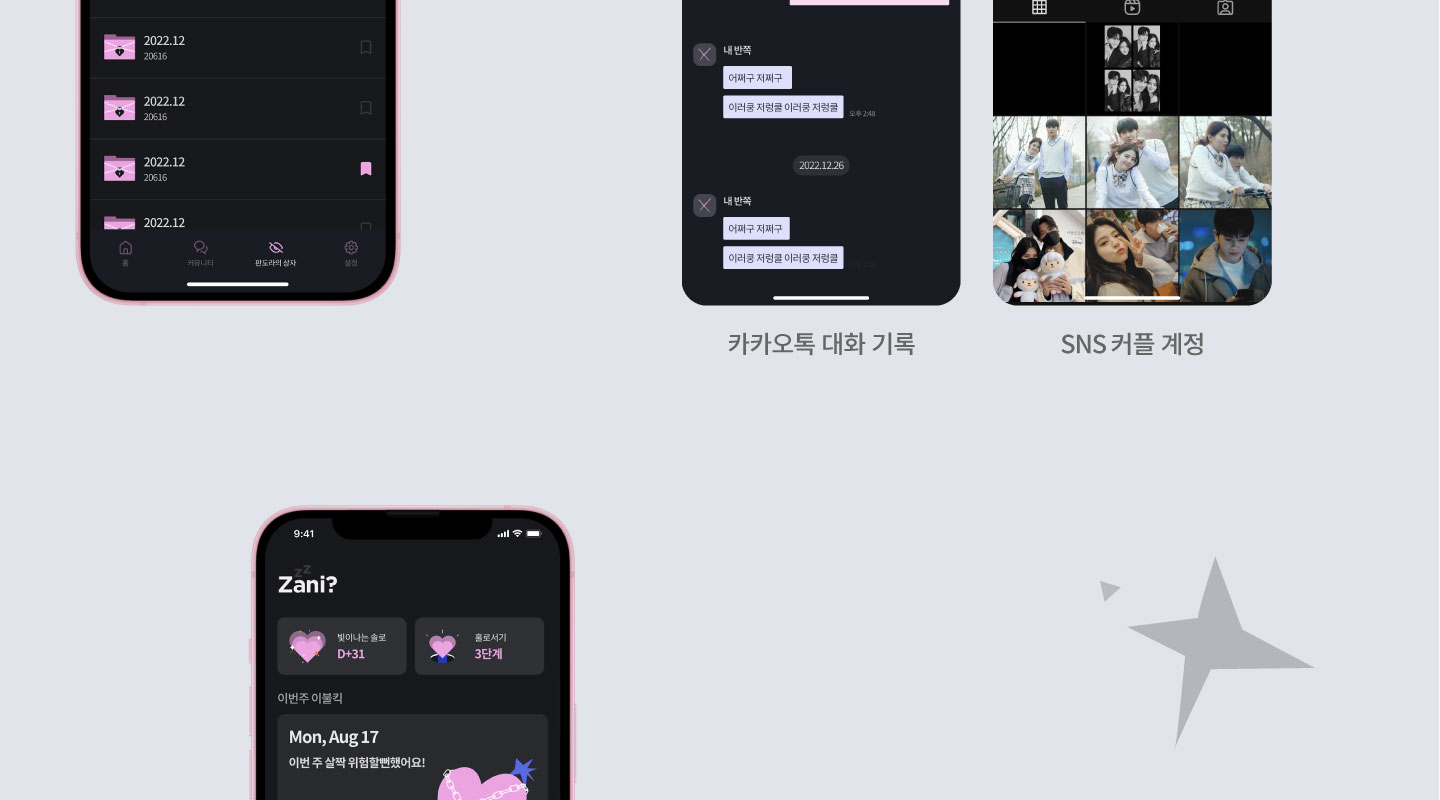 2022.12
20616
2022.12
20616
2022.12
20616
2022.12
홈
커뮤니티
판도라의 상자
설정
내 반쪽
어쩌구 저쩌구
이러쿵 저렁쿨 이러쿵 저렁쿨
오후 2:48
2022.12.26
내 반쪽
어쩌구 저쩌구
이러쿵 저렁쿨 이러쿵 저렁쿨
카카오톡 대화 기록
SNS 커플 계정
9:41
zz
Zani?
빛이나는 솔로
D+31
홀로서기
3단계
이번주 이불킥
Mon, Aug 17
이번 주 살짝 위험할뻔했어요!